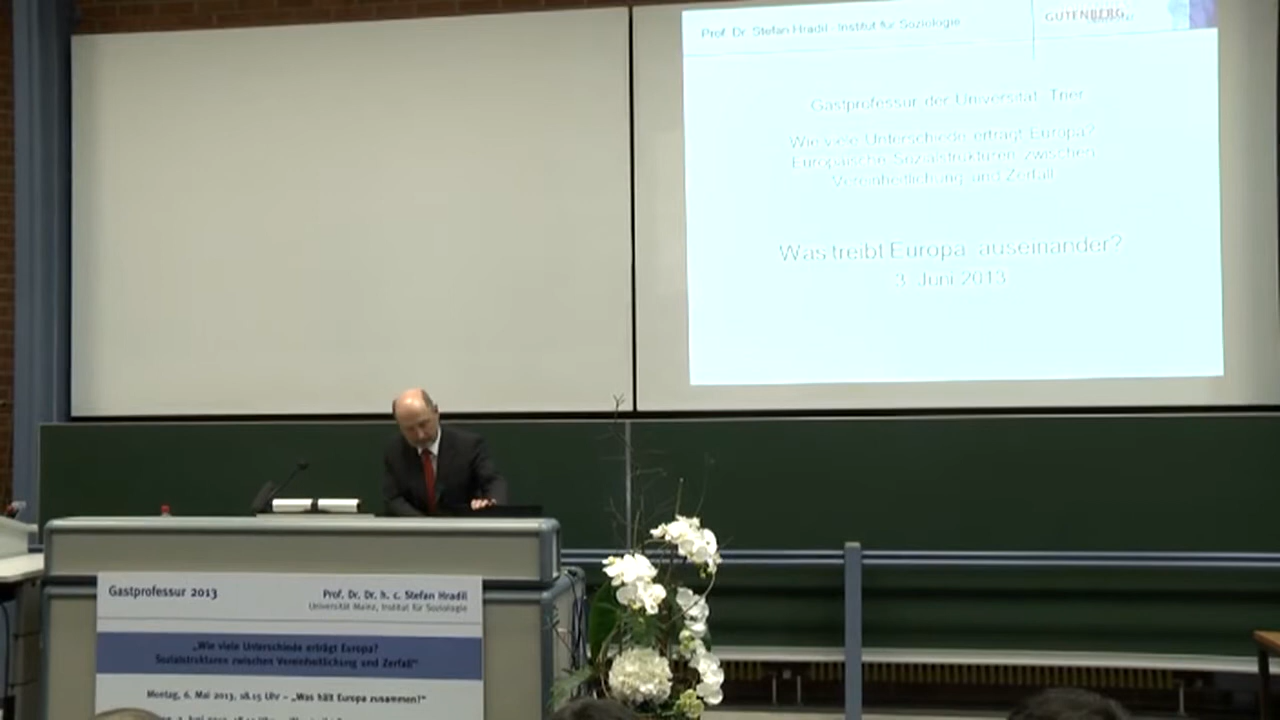 Prof. Dr. Stefan Hradil - Institut für Soziologie
GUTENBERG
Gastprofessur der Universität Trier
Wie viele Unterschiede erträgt Europa?
Europäische Sozialstrukturen zwischen
Vereinheitlichung und Zerfall
Was treibt Europa auseinander?
3. Juni 2013
Gastprofessur 2013
Prof. Dr. Dr. h. c. Stefan Hradil
Universität Mainz, Institut für Soziologie
„Wie viele Unterschiede erträgt Europa?
Sozialstrukturen zwischen Vereinheitlichung und Zerfall“
Montag, 6. Mai 2013, 18.15 Uhr – „Was hält Europa zusammen?“